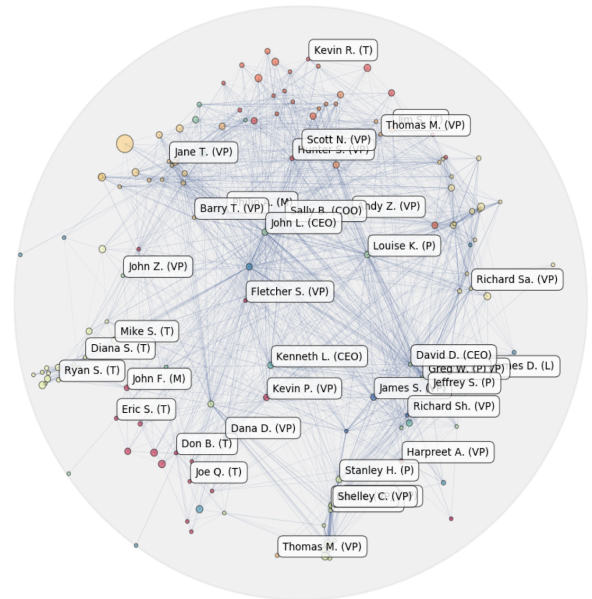 Kevin R. (T)
Thomas M. (VP)
Scott N. (VP)
Jane T. (VP)
Barry T. (VP)
Sally B. (COO)
John L. (CEO)
Louise K. (P)
John Z. (VP)
Richard Sa. (VP)
Fletcher S. (VP)
Mike S. (T)
Diana S. (T)
Kenneth L. (CEO)
David D. (CEO)
Greg W.
Ryan S. (T)
John F. (M)
Kevin P. (VP)
James S.
Jeffrey S. (P)
Eric S. (T)
Richard Sh. (VP)
Dana D. (VP)
Don B. (T)
Harpreet A. (VP)
Joe Q. (T)
Stanley H. (P)
Shelley C. (VP)
Thomas M. (VP)